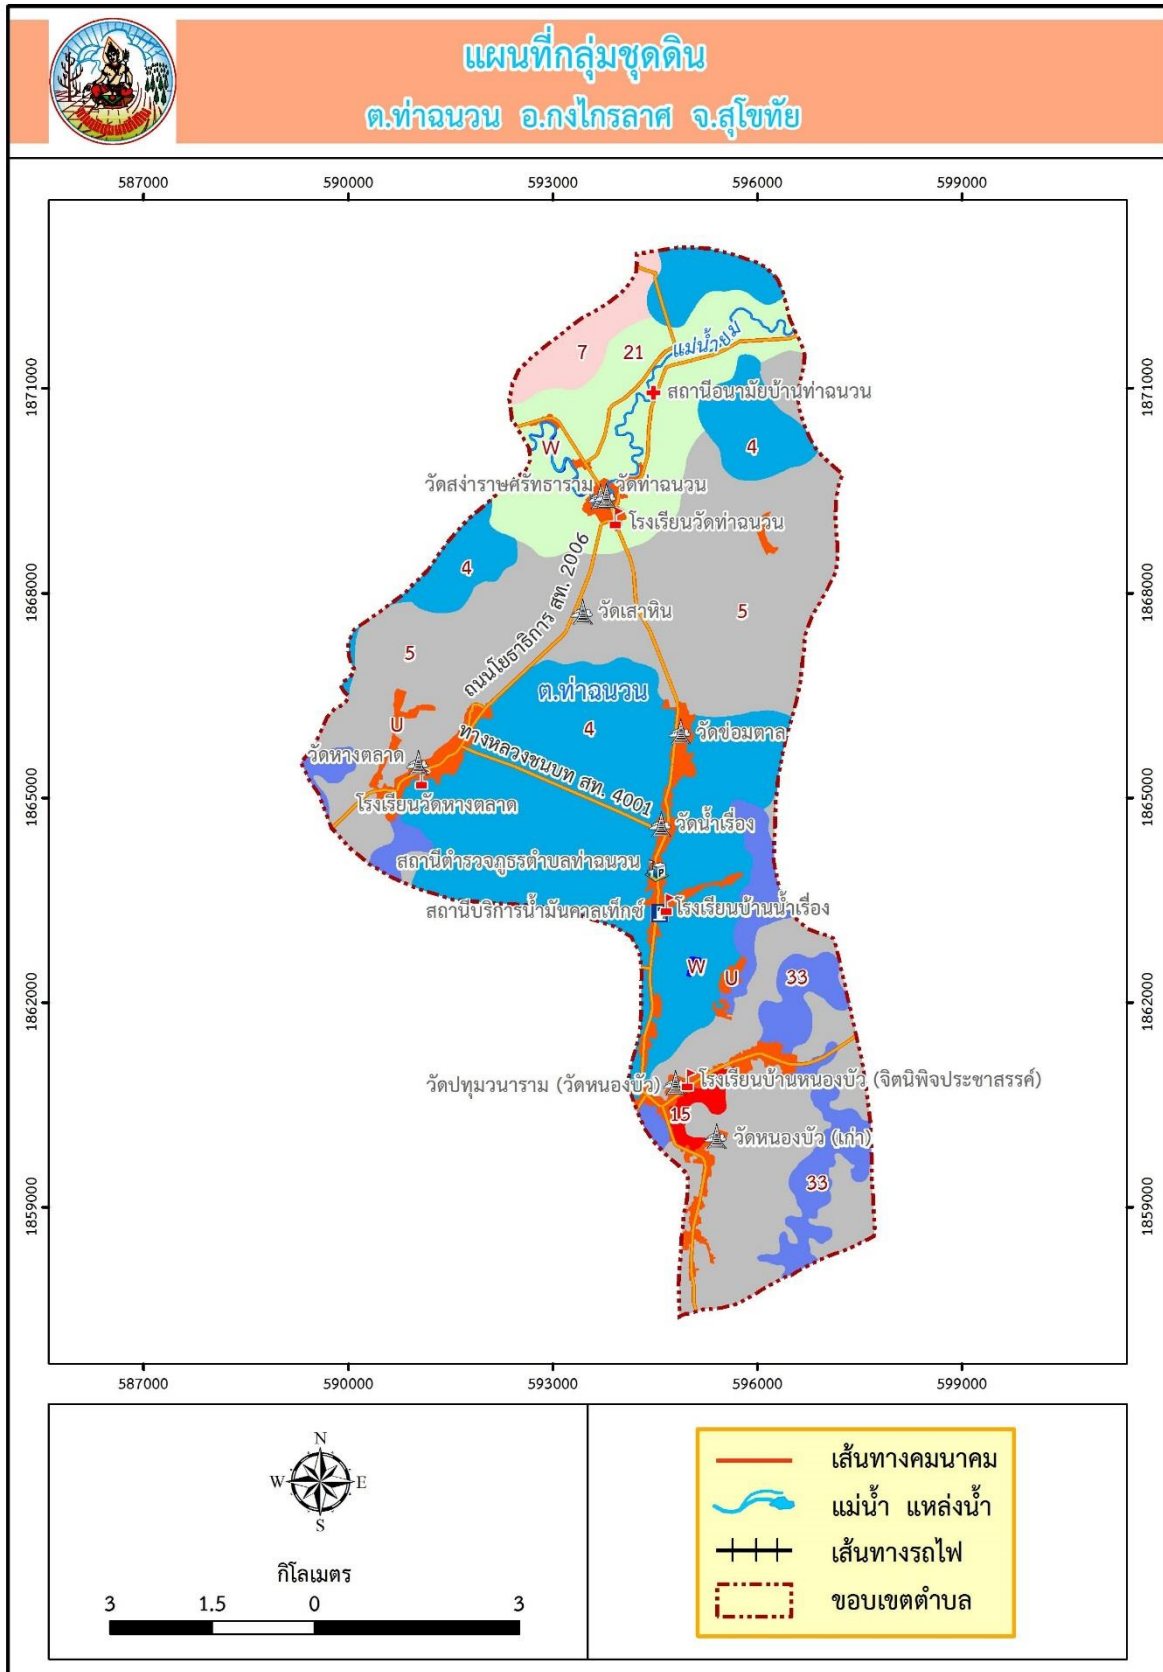 แผนที่กลุ่มชุดดิน
ต.ท่าฉนวน อ.กงไกรลาศ จ.สุโขทัย
587000 590000 593000 596000 599000
7
21
แม่น้ำยม
1871000
1871000
สถานีอนามัยบ้านท่าฉนวน
W
4
วัดสง่าราษศรัทธาราม
วัดท่าฉนวน
โรงเรียนวัดท่าฉนวน
4
1868000
1868000
ถนนโยธาธิการ สท. 2006
วัดเสาหิน
5
5
ต.ท่าฉนวน
4
U
วัดข่อมตาล
วัดหางตลาด
ทางหลวงชนบท สท. 4001
1865000
1865000
โรงเรียนวัดหางตลาด
วัดน้ำเรื่อง
สถานีตำรวจภูธรตำบลท่าฉนวน
P
สถานีบริการน้ำมันคาลเท็กซ์
โรงเรียนบ้านน้ำเรื่อง
W
U
33
1862000
1862000
วัดปทุมวนาราม (วัดหนองบัว)
โรงเรียนบ้านหนองบัว (จิตนิพิจประชาสรรค์)
15
วัดหนองบัว (เก่า)
33
1859000
1859000
587000 590000 593000 596000 599000
N
W E
S
กิโลเมตร
3 1.5 0 3
เส้นทางคมนาคม
แม่น้ำ แหล่งน้ำ
เส้นทางรถไฟ
ขอบเขตตำบล